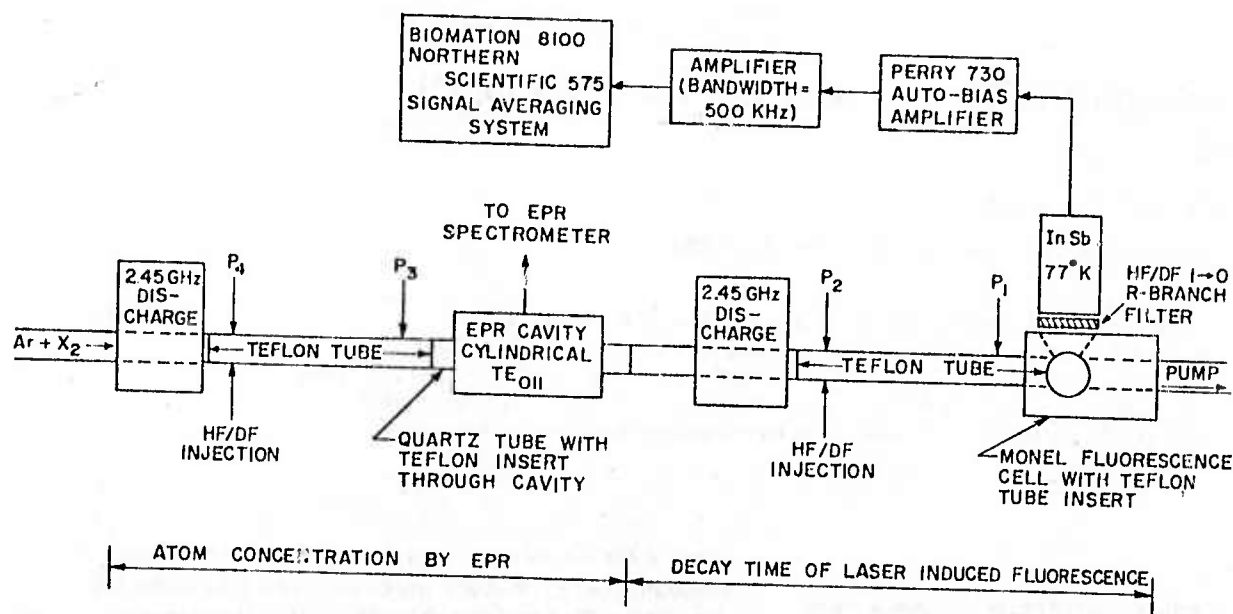 BIOMATION 8100
NORTHERN
SCIENTIFIC 575
SIGNAL AVERAGING
SYSTEM
AMPLIFIER
(BANDWIDTH=
500 KHz)
PERRY 730
AUTO-BIAS
AMPLIFIER
TO EPR
SPECTROMETER
In Sb
77°K
HF/DF 1→0
R-BRANCH
FILTER
2.45 GHz
DIS-
CHARGE
P4
P3
2.45 GHz
DIS-
CHARGE
P2
P1
Ar + X2
TEFLON TUBE
EPR CAVITY
CYLINDRICAL
TE011
TEFLON TUBE
PUMP
HF/DF
INJECTION
QUARTZ TUBE WITH
TEFLON INSERT
THROUGH CAVITY
HF/DF
INJECTION
MONEL FLUORESCENCE
CELL WITH TEFLON
TUBE INSERT
ATOM CONCENTRATION BY EPR
DECAY TIME OF LASER INDUCED FLUORESCENCE